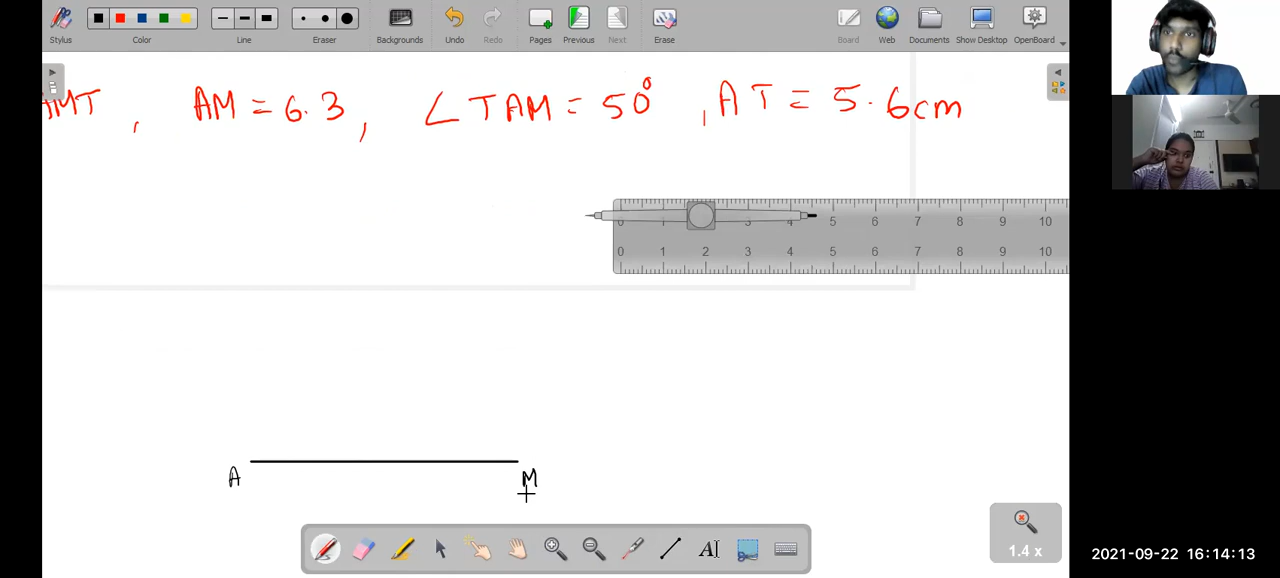 Stylus Color Line Eraser Backgrounds Undo Redo Pages Previous Next Erase Board Web Documents Show Desktop OpenBoard
AMT , AM = 6.3 , ∠TAM = 50° , AT = 5.6cm
0 1 3 4 5 6 7 8 9 10
0 1 2 3 4 5 6 7 8 9 10
A M
AI
1.4 x
2021-09-22 16:14:13